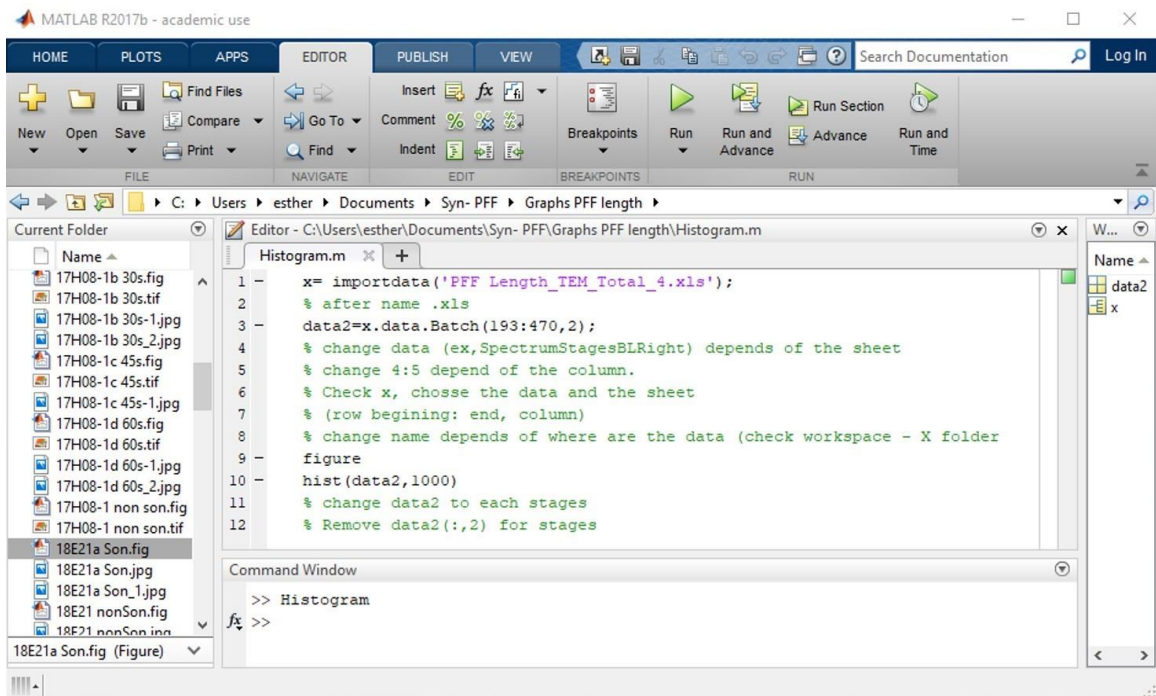 MATLAB R2017b - academic use
HOME PLOTS APPS EDITOR PUBLISH VIEW Search Documentation Log In
New Open Save Find Files Compare Print
FILE
Go To Find
NAVIGATE
Insert fx
Comment
Indent
EDIT
Breakpoints
BREAKPOINTS
Run Run and Advance Run Section Advance Run and Time
RUN
C: Users esther Documents Syn- PFF Graphs PFF length
Current Folder
Name
17H08-1b 30s.fig
17H08-1b 30s.tif
17H08-1b 30s-1.jpg
17H08-1b 30s_2.jpg
17H08-1c 45s.fig
17H08-1c 45s.tif
17H08-1c 45s-1.jpg
17H08-1d 60s.fig
17H08-1d 60s.tif
17H08-1d 60s-1.jpg
17H08-1d 60s_2.jpg
17H08-1 non son.fig
17H08-1 non son.tif
18E21a Son.fig
18E21a Son.jpg
18E21a Son_1.jpg
18E21 nonSon.fig
18E21 nonSon.jpg
18E21a Son.fig (Figure)
Editor - C:\Users\esther\Documents\Syn- PFF\Graphs PFF length\Histogram.m
Histogram.m
1 - x= importdata('PFF Length_TEM_Total_4.xls');
2 % after name .xls
3 - data2=x.data.Batch(193:470,2);
4 % change data (ex,SpectrumStagesBLRight) depends of the sheet
5 % change 4:5 depend of the column.
6 % Check x, chosse the data and the sheet
7 % (row begining: end, column)
8 % change name depends of where are the data (check workspace - X folder
9 - figure
10 - hist(data2,1000)
11 % change data2 to each stages
12 % Remove data2(:,2) for stages
Command Window
>> Histogram
fx >>
W...
Name
data2
x